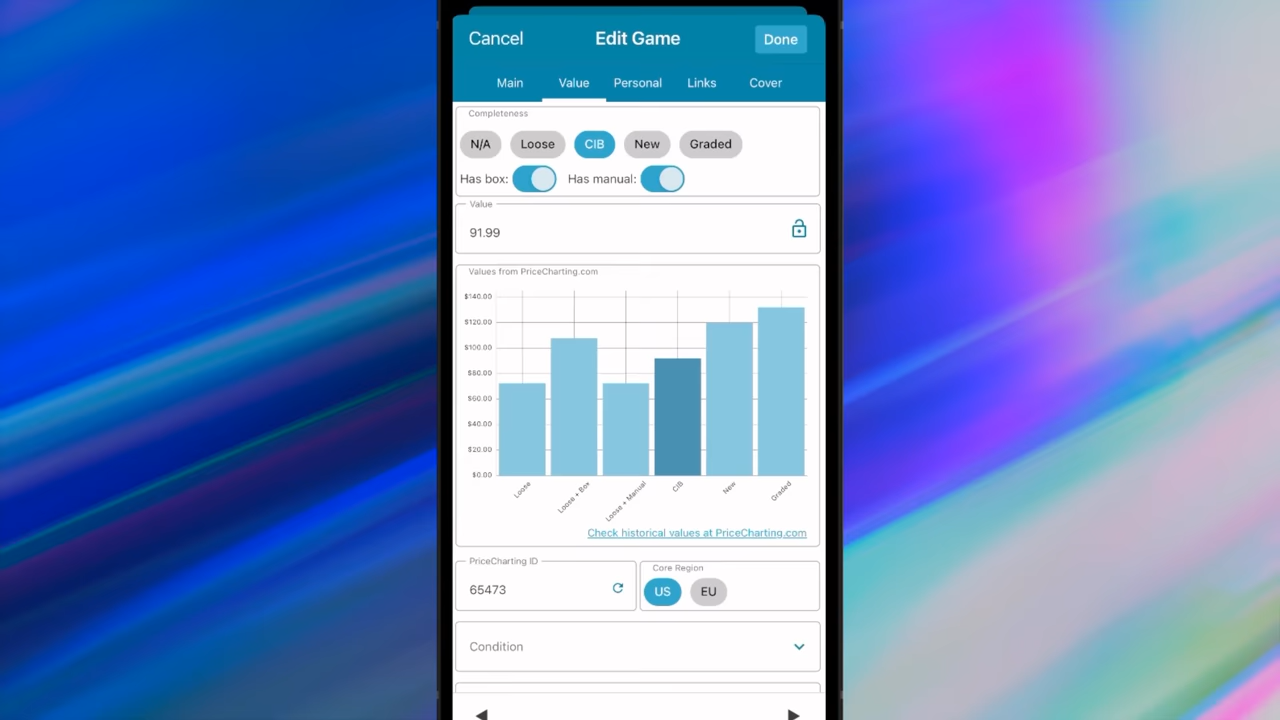 Cancel Edit Game Done
Main Value Personal Links Cover
Completeness
N/A Loose CIB New Graded
Has box: Has manual:
Value
91.99
Values from PriceCharting.com
$140.00
$120.00
$100.00
$80.00
$60.00
$40.00
$20.00
$0.00
Loose Loose + Box Loose + Manual CIB New Graded
Check historical values at PriceCharting.com
PriceCharting ID Core Region
65473 US EU
Condition